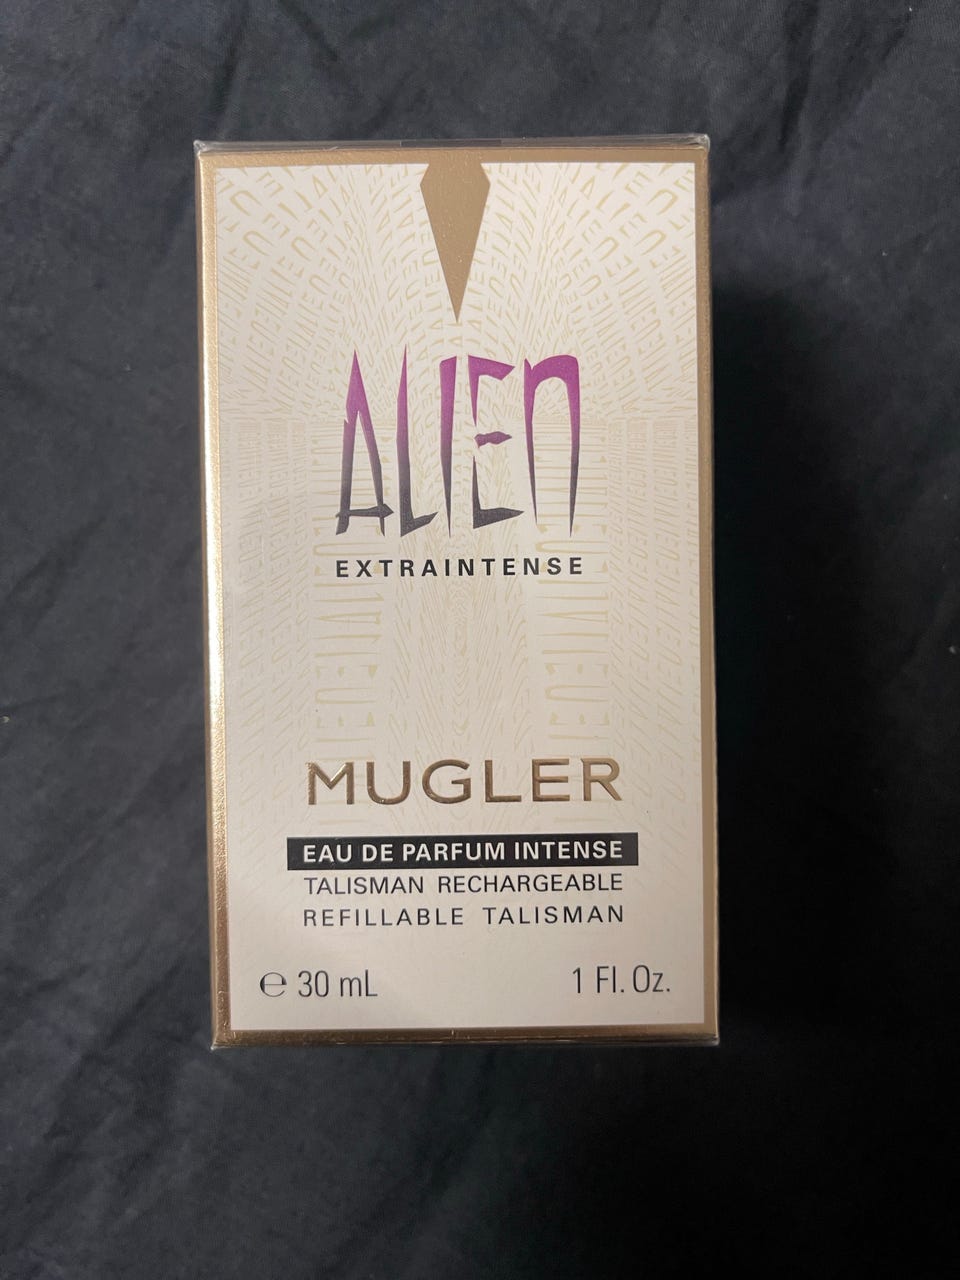 ALIEN
EXTRAINTENSE
MUGLER
EAU DE PARFUM INTENSE
TALISMAN RECHARGEABLE
REFILLABLE TALISMAN
℮ 30 mL 1 Fl. Oz.